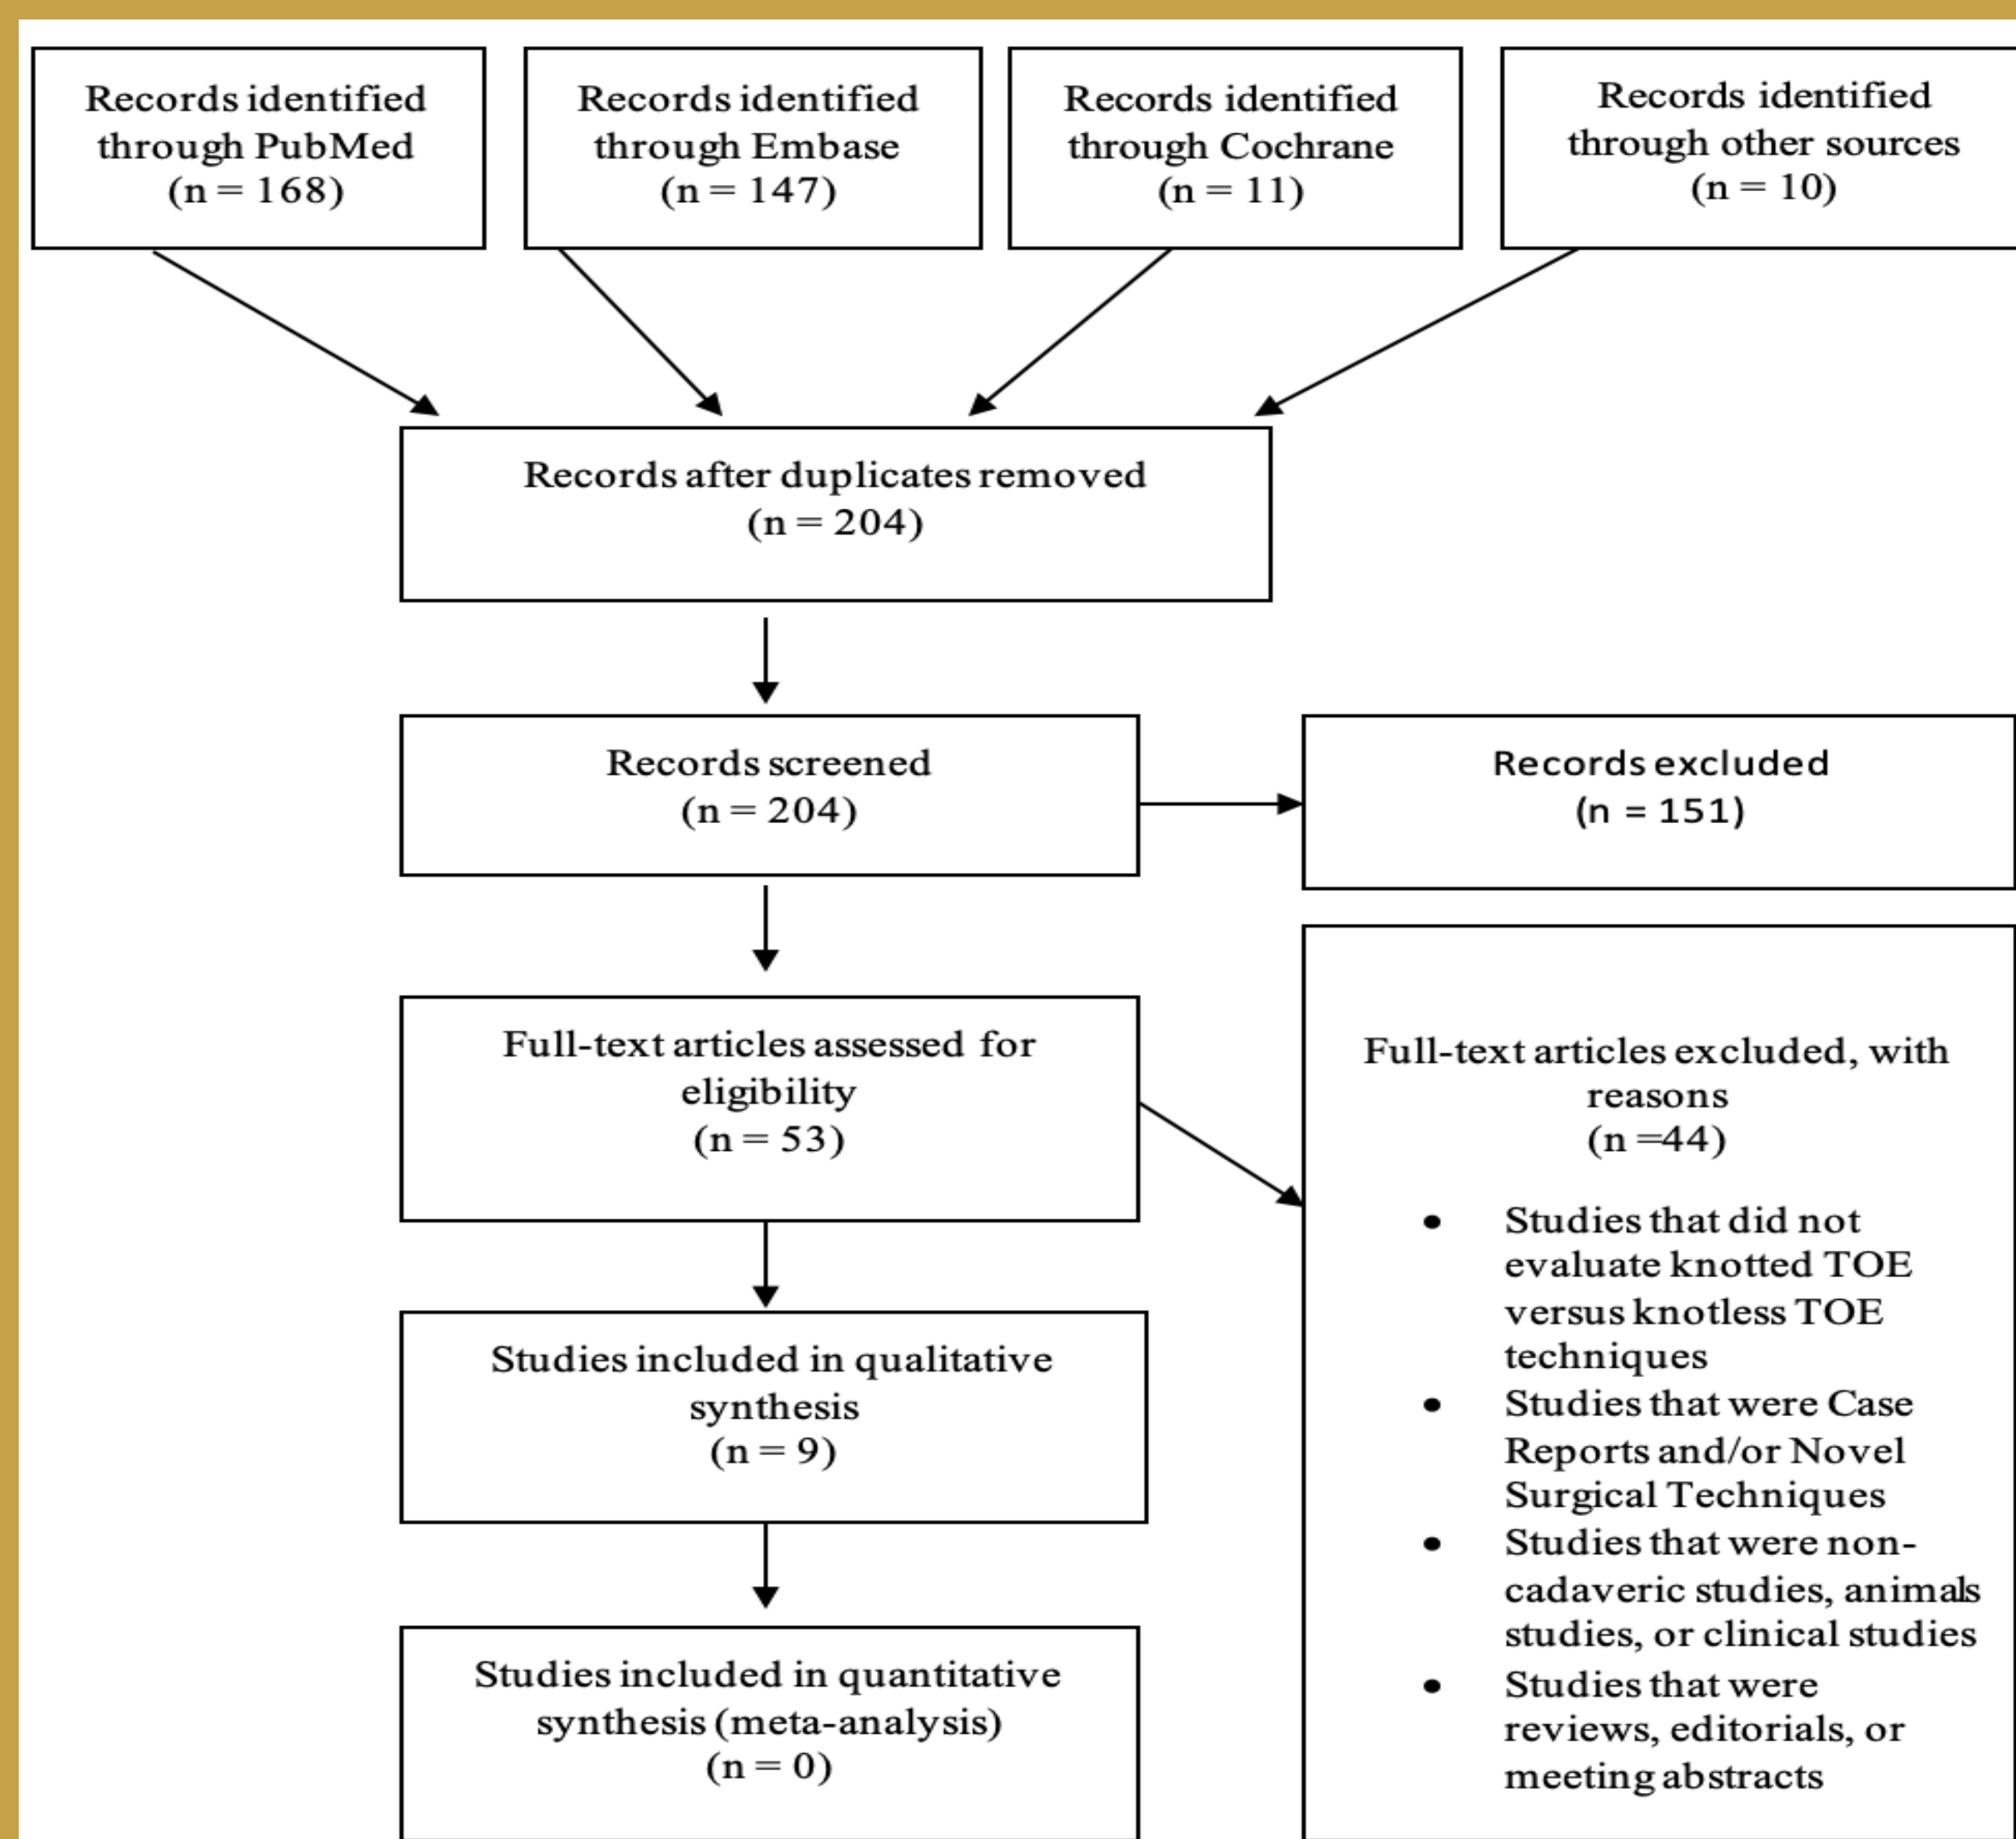 Records identified
through PubMed
(n = 168)
Records identified
through Embase
(n = 147)
Records identified
through Cochrane
(n = 11)
Records identified
through other sources
(n = 10)
Records after duplicates removed
(n = 204)
Records screened
(n = 204)
Records excluded
(n = 151)
Full-text articles assessed for
eligibility
(n = 53)
Full-text articles excluded, with
reasons
(n =44)
• Studies that did not
evaluate knotted TOE
versus knotless TOE
techniques
• Studies that were Case
Reports and/or Novel
Surgical Techniques
• Studies that were non-
cadaveric studies, animals
studies, or clinical studies
• Studies that were
reviews, editorials, or
meeting abstracts
Studies included in qualitative
synthesis
(n = 9)
Studies included in quantitative
synthesis (meta-analysis)
(n = 0)